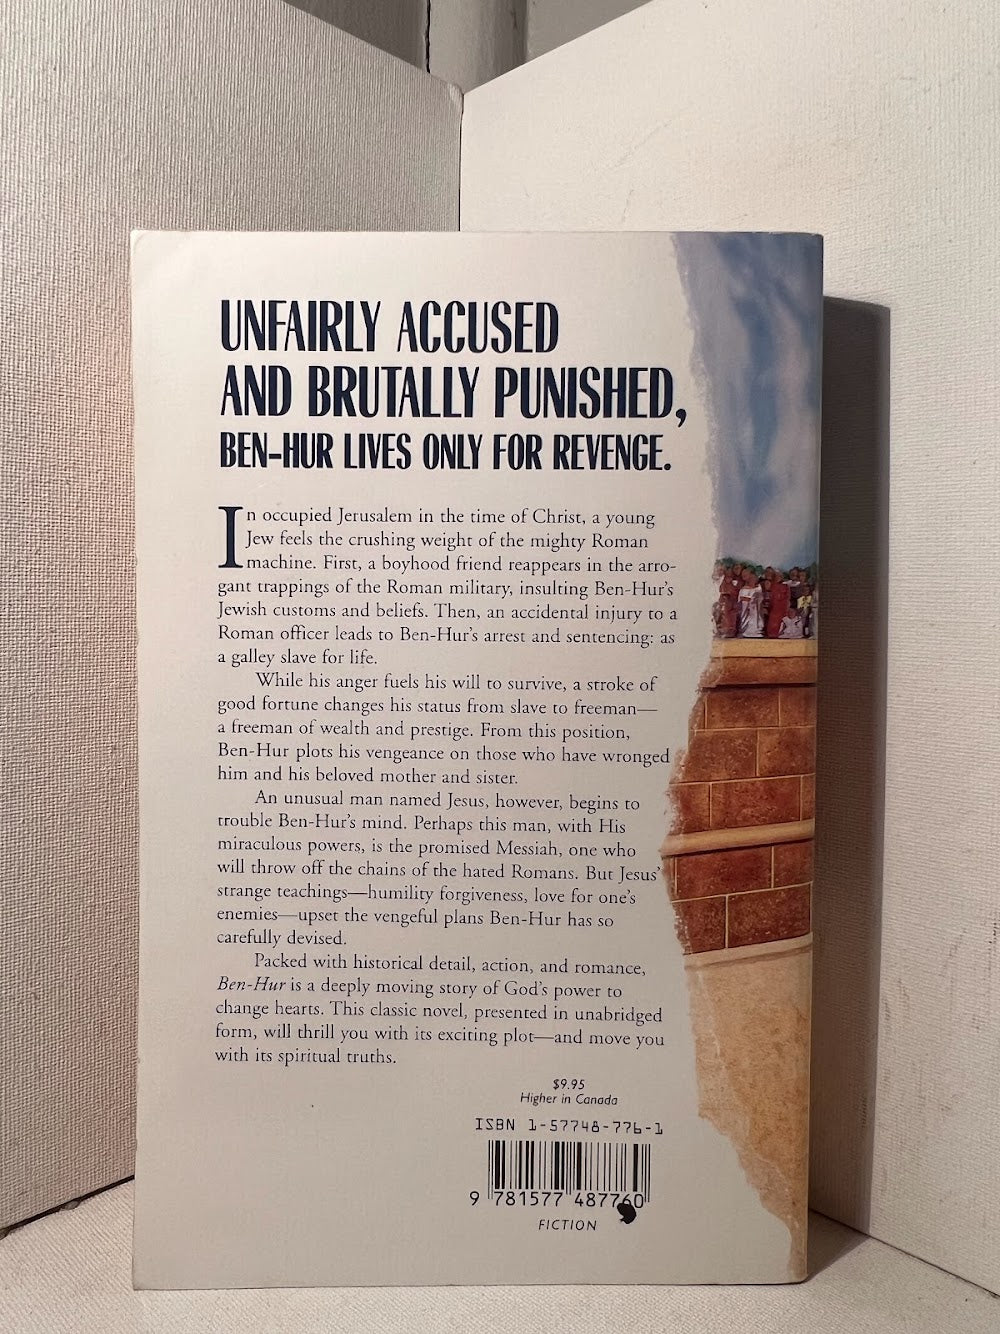 UNFAIRLY ACCUSED
AND BRUTALLY PUNISHED,
BEN-HUR LIVES ONLY FOR REVENGE.
In occupied Jerusalem in the time of Christ, a young
Jew feels the crushing weight of the mighty Roman
machine. First, a boyhood friend reappears in the arro-
gant trappings of the Roman military, insulting Ben-Hur's
Jewish customs and beliefs. Then, an accidental injury to a
Roman officer leads to Ben-Hur's arrest and sentencing: as
a galley slave for life.
While his anger fuels his will to survive, a stroke of
good fortune changes his status from slave to freeman—
a freeman of wealth and prestige. From this position,
Ben-Hur plots his vengeance on those who have wronged
him and his beloved mother and sister.
An unusual man named Jesus, however, begins to
trouble Ben-Hur's mind. Perhaps this man, with His
miraculous powers, is the promised Messiah, one who
will throw off the chains of the hated Romans. But Jesus'
strange teachings—humility forgiveness, love for one's
enemies—upset the vengeful plans Ben-Hur has so
carefully devised.
Packed with historical detail, action, and romance,
Ben-Hur is a deeply moving story of God's power to
change hearts. This classic novel, presented in unabridged
form, will thrill you with its exciting plot—and move you
with its spiritual truths.
$9.95
Higher in Canada
ISBN 1-57748-776-1
9 781577 487760
FICTION